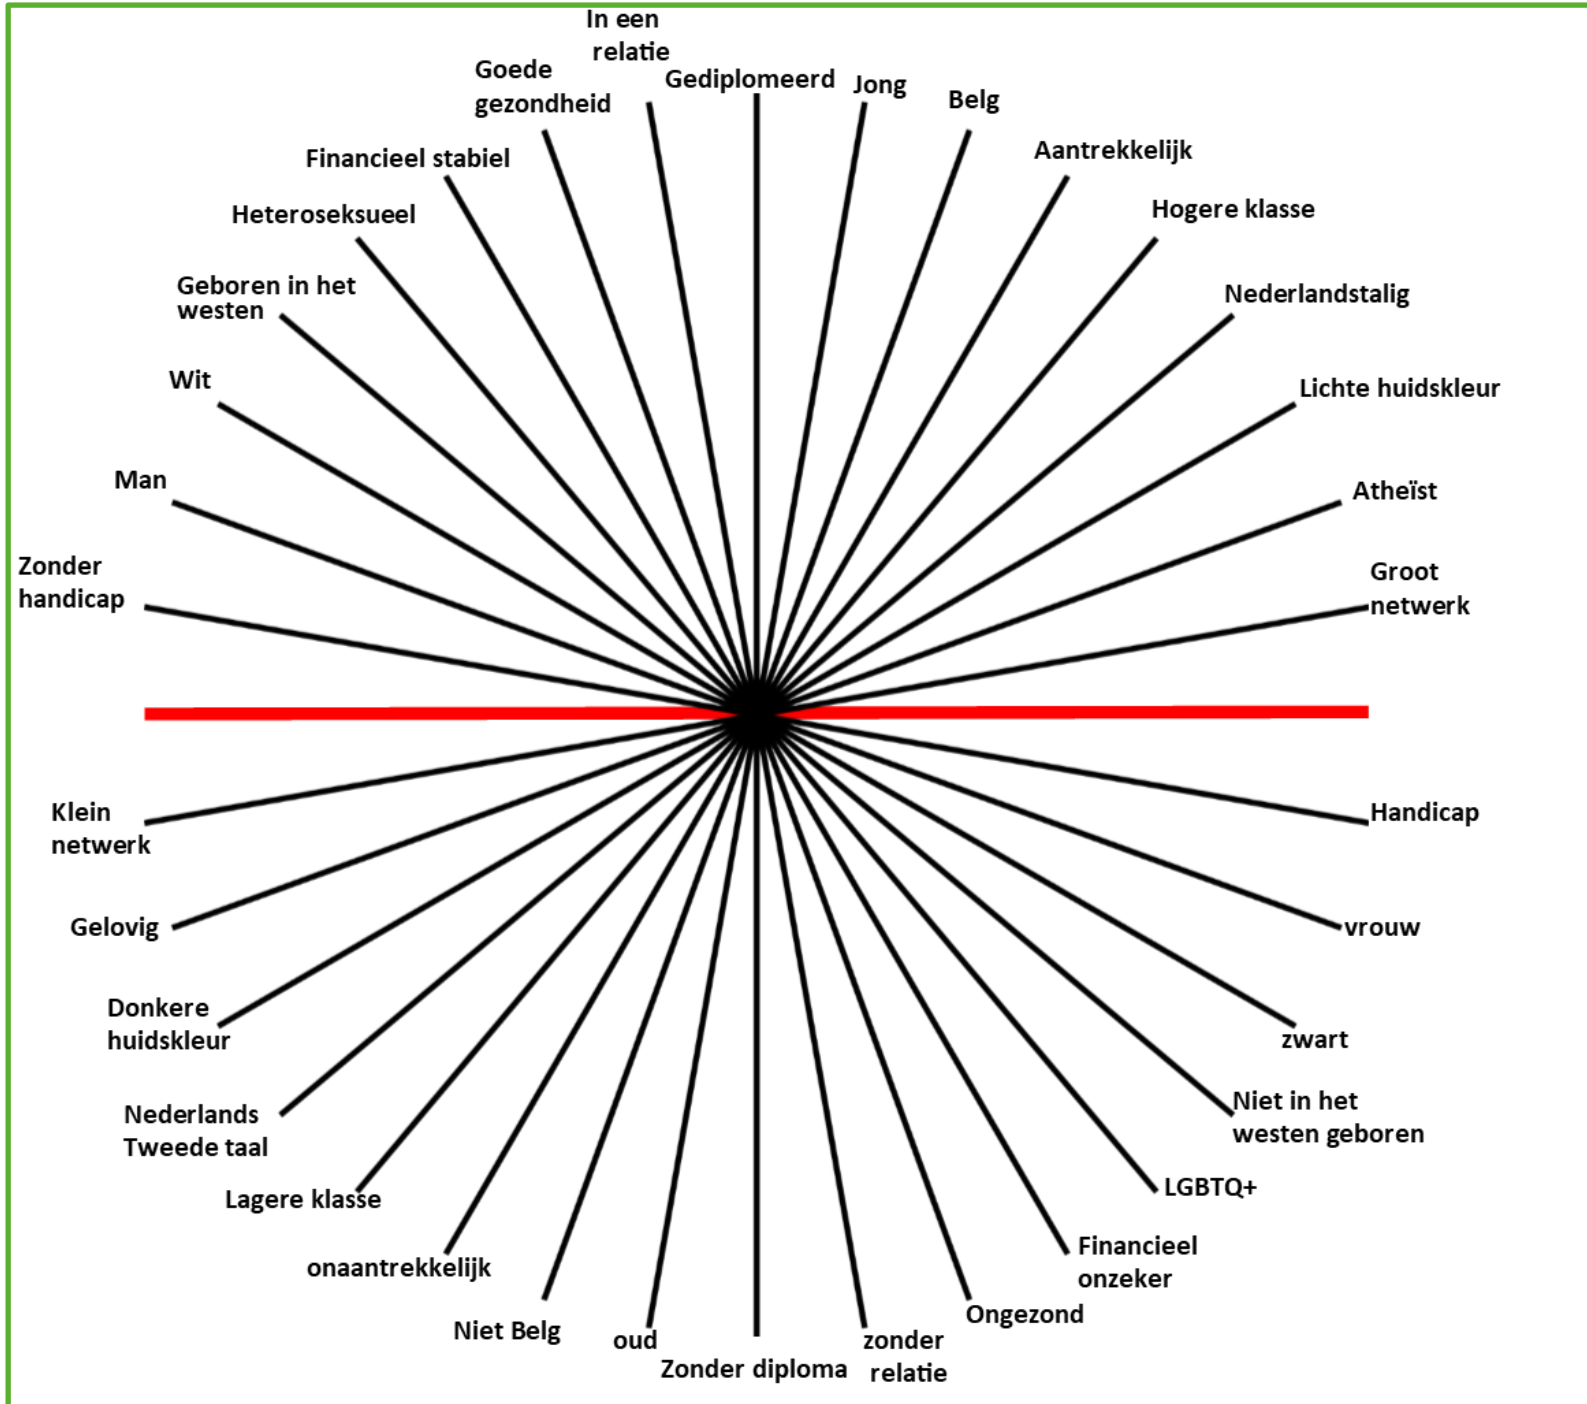 In een
relatie
Gediplomeerd
Jong
Belg
Aantrekkelijk
Hogere klasse
Nederlandstalig
Lichte huidskleur
Atheïst
Groot
netwerk
Goede
gezondheid
Financieel stabiel
Heteroseksueel
Geboren in het
westen
Wit
Man
Zonder
handicap
Klein
netwerk
Gelovig
Donkere
huidskleur
Nederlands
Tweede taal
Lagere klasse
onaantrekkelijk
Niet Belg
oud
Zonder diploma
zonder
relatie
Ongezond
Financieel
onzeker
LGBTQ+
Niet in het
westen geboren
zwart
vrouw
Handicap